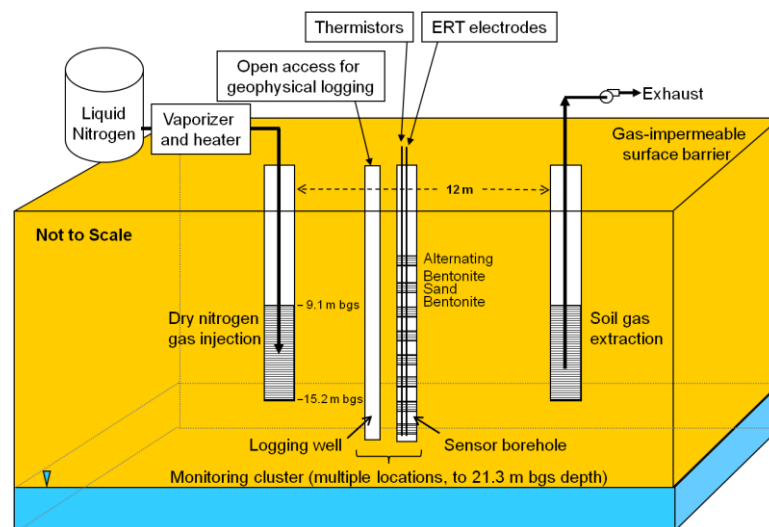 Thermistors
ERT electrodes
Open access for
geophysical logging
Liquid
Nitrogen
Vaporizer
and heater
Exhaust
Gas-impermeable
surface barrier
12 m
Not to Scale
Alternating
Bentonite
Sand
Bentonite
9.1 m bgs
Dry nitrogen
gas injection
Soil gas
extraction
15.2 m bgs
Logging well
Sensor borehole
Monitoring cluster (multiple locations, to 21.3 m bgs depth)